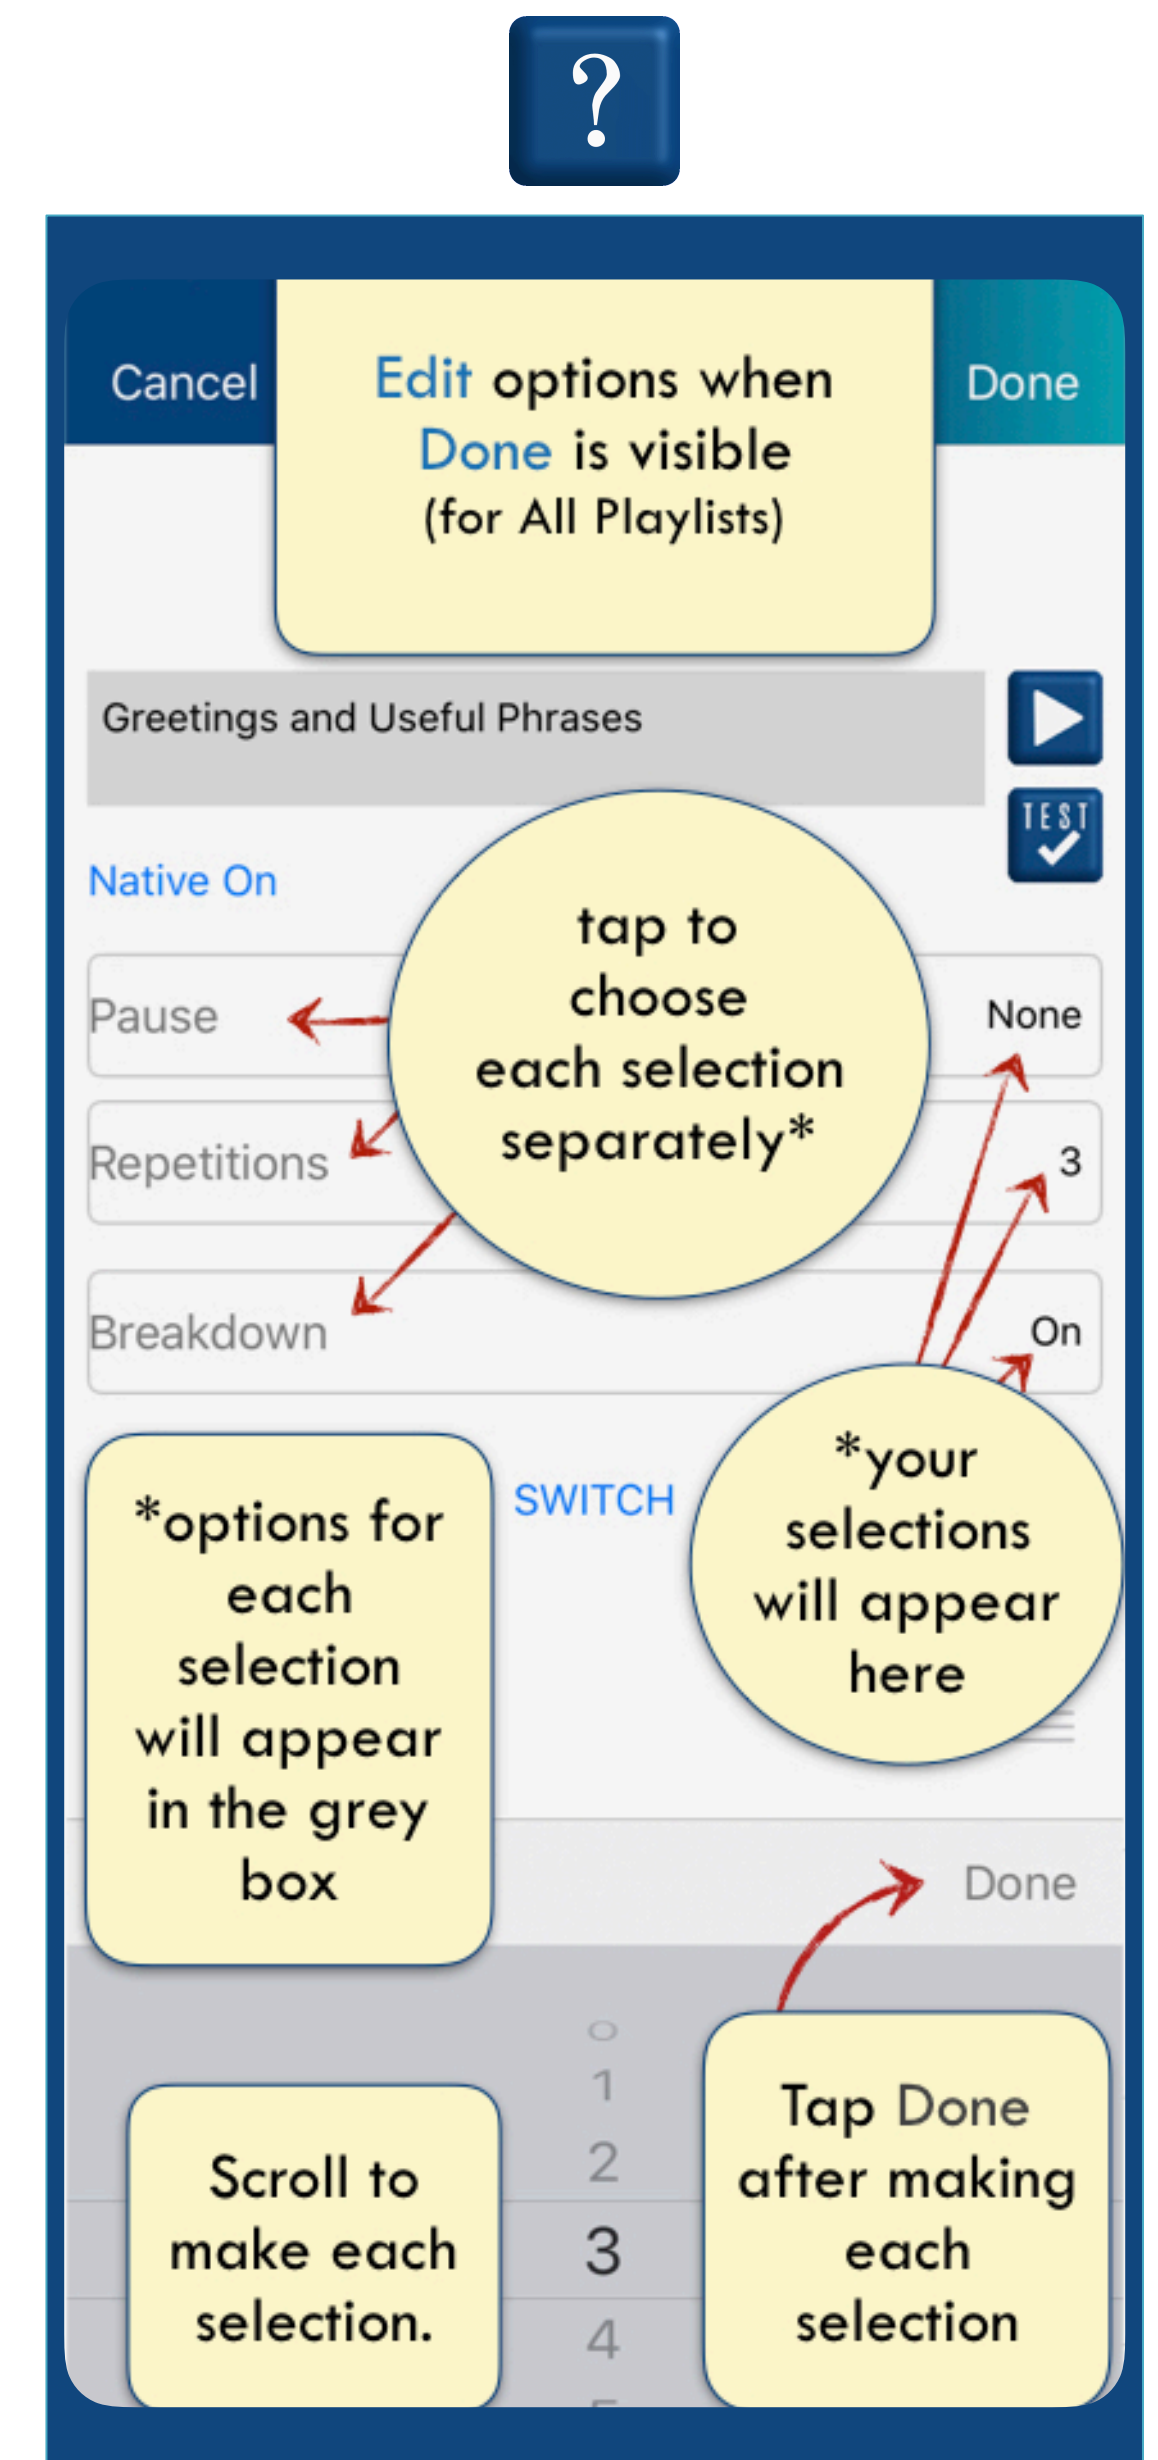 ?
Cancel
Edit options when
Done is visible
(for All Playlists)
Done
Greetings and Useful Phrases
TEST
Native On
tap to
choose
each selection
separately*
Pause
None
Repetitions
3
Breakdown
On
*options for
each
selection
will appear
in the grey
box
SWITCH
*your
selections
will appear
here
Done
0
1
2
3
4
Scroll to
make each
selection.
Tap Done
after making
each
selection